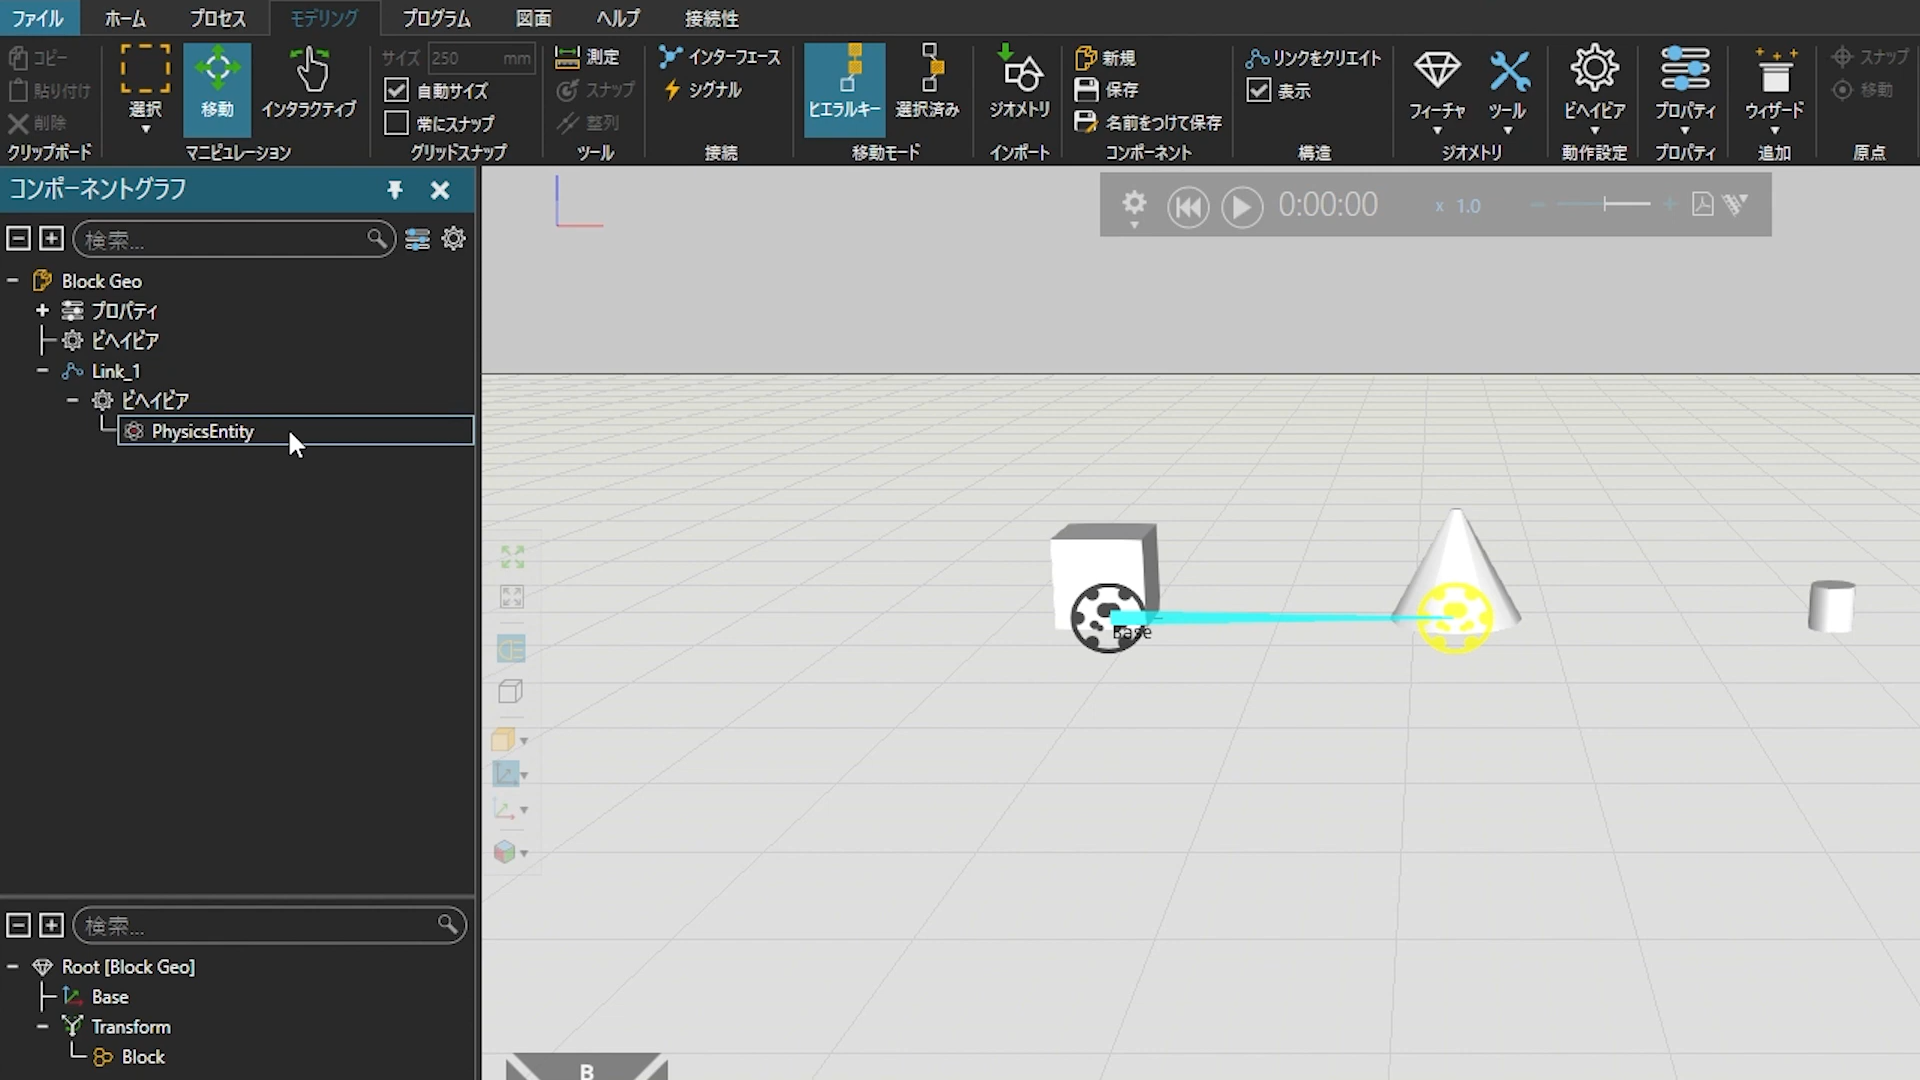 ファイル ホーム プロセス モデリング プログラム 図面 ヘルプ 接続性
コピー
貼り付け
削除
クリップボード
選択
移動
インタラクティブ
マニピュレーション
サイズ 250 mm
自動サイズ
常にスナップ
グリッドスナップ
測定
スナップ
整列
ツール
インターフェース
シグナル
接続
ヒエラルキー
選択済み
移動モード
ジオメトリ
インポート
新規
保存
名前をつけて保存
コンポーネント
リンクをクリエイト
表示
構造
フィーチャ
ツール
ジオメトリ
ビヘイビア
動作設定
プロパティ
プロパティ
ウィザード
追加
スナップ
移動
原点
コンポーネントグラフ
検索...
Block Geo
プロパティ
ビヘイビア
Link_1
ビヘイビア
PhysicsEntity
検索...
Root [Block Geo]
Base
Transform
Block
0:00:00
x 1.0
Base
B